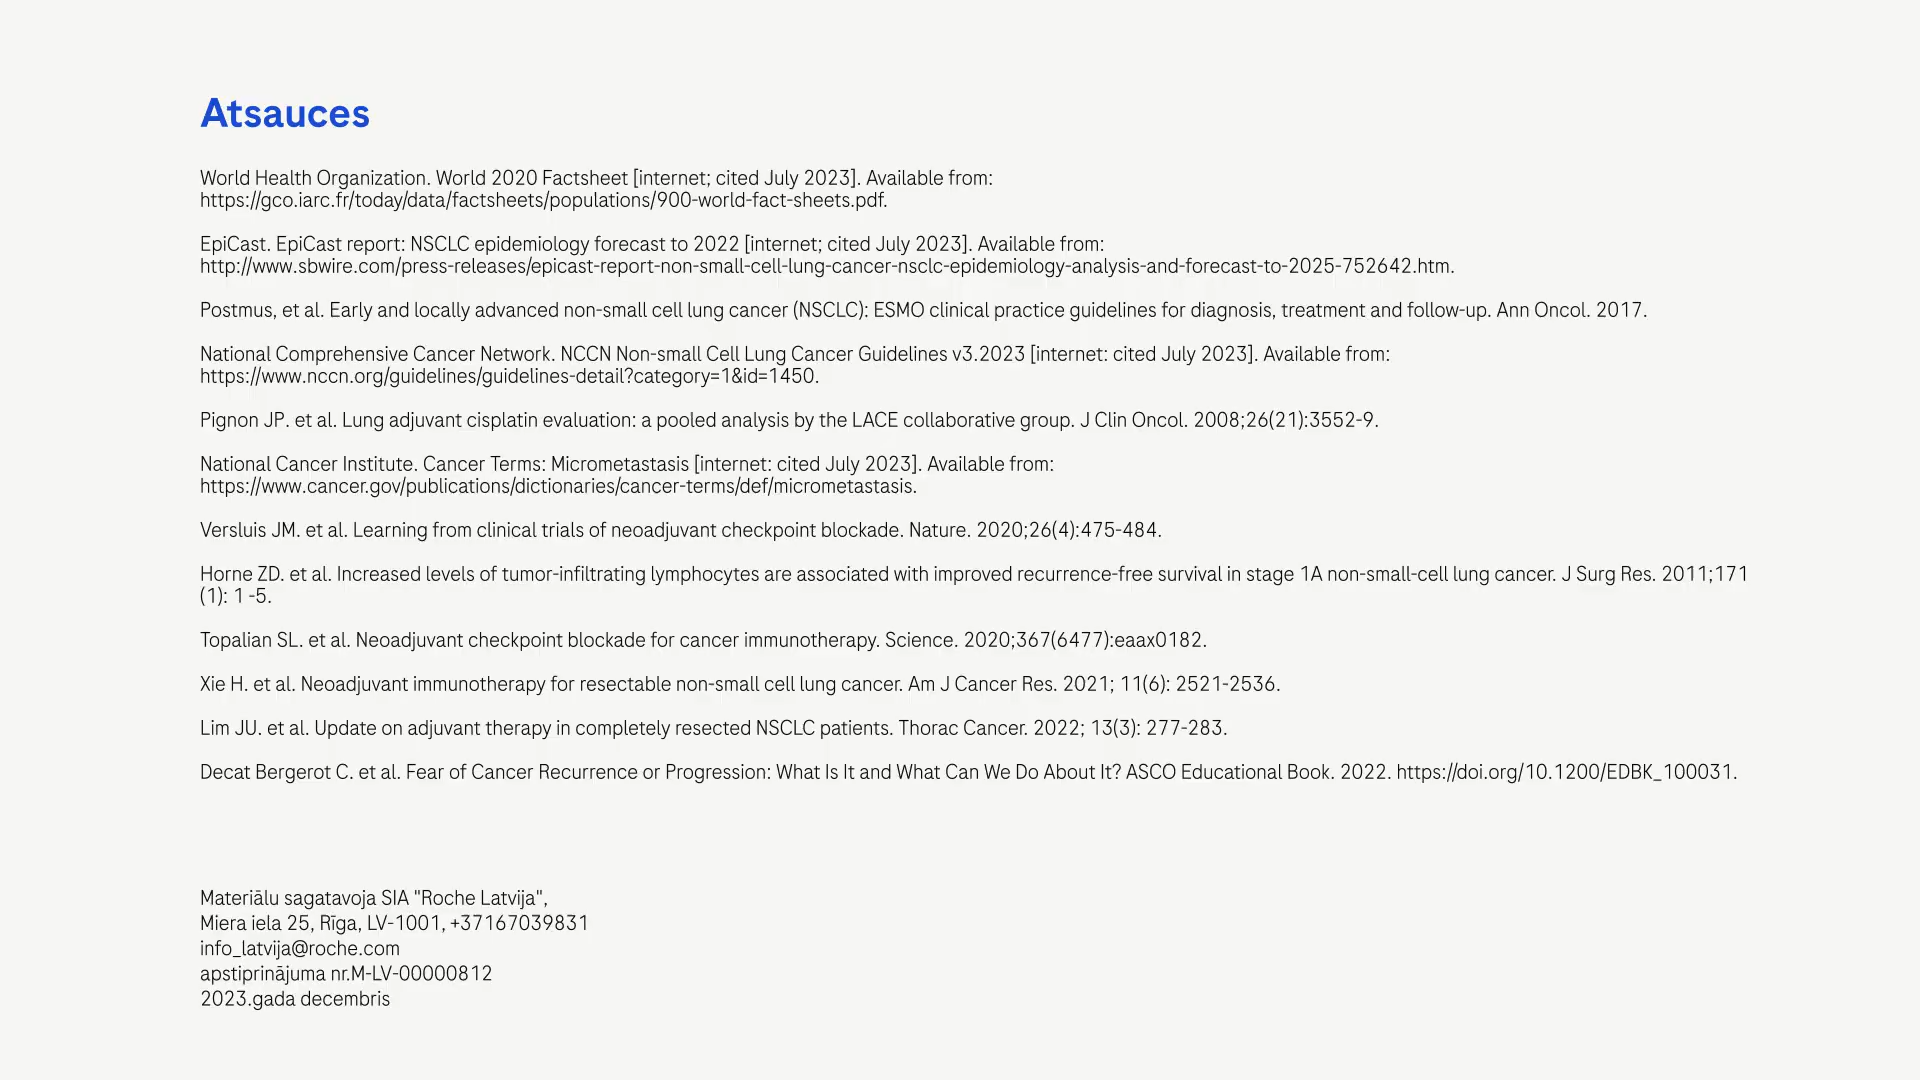 Atsauces
World Health Organization. World 2020 Factsheet [internet; cited July 2023]. Available from:
https://gco.iarc.fr/today/data/factsheets/populations/900-world-fact-sheets.pdf.
EpiCast. EpiCast report: NSCLC epidemiology forecast to 2022 [internet; cited July 2023]. Available from:
http://www.sbwire.com/press-releases/epicast-report-non-small-cell-lung-cancer-nsclc-epidemiology-analysis-and-forecast-to-2025-752642.htm.
Postmus, et al. Early and locally advanced non-small cell lung cancer (NSCLC): ESMO clinical practice guidelines for diagnosis, treatment and follow-up. Ann Oncol. 2017.
National Comprehensive Cancer Network. NCCN Non-small Cell Lung Cancer Guidelines v3.2023 [internet: cited July 2023]. Available from:
https://www.nccn.org/guidelines/guidelines-detail?category=1&id=1450.
Pignon JP. et al. Lung adjuvant cisplatin evaluation: a pooled analysis by the LACE collaborative group. J Clin Oncol. 2008;26(21):3552-9.
National Cancer Institute. Cancer Terms: Micrometastasis [internet: cited July 2023]. Available from:
https://www.cancer.gov/publications/dictionaries/cancer-terms/def/micrometastasis.
Versluis JM. et al. Learning from clinical trials of neoadjuvant checkpoint blockade. Nature. 2020;26(4):475-484.
Horne ZD. et al. Increased levels of tumor-infiltrating lymphocytes are associated with improved recurrence-free survival in stage 1A non-small-cell lung cancer. J Surg Res. 2011;171
(1): 1 -5.
Topalian SL. et al. Neoadjuvant checkpoint blockade for cancer immunotherapy. Science. 2020;367(6477):eaax0182.
Xie H. et al. Neoadjuvant immunotherapy for resectable non-small cell lung cancer. Am J Cancer Res. 2021; 11(6): 2521-2536.
Lim JU. et al. Update on adjuvant therapy in completely resected NSCLC patients. Thorac Cancer. 2022; 13(3): 277-283.
Decat Bergerot C. et al. Fear of Cancer Recurrence or Progression: What Is It and What Can We Do About It? ASCO Educational Book. 2022. https://doi.org/10.1200/EDBK_100031.
Materiālu sagatavoja SIA "Roche Latvija",
Miera iela 25, Rīga, LV-1001, +37167039831
info_latvija@roche.com
apstiprinājuma nr.M-LV-00000812
2023.gada decembris